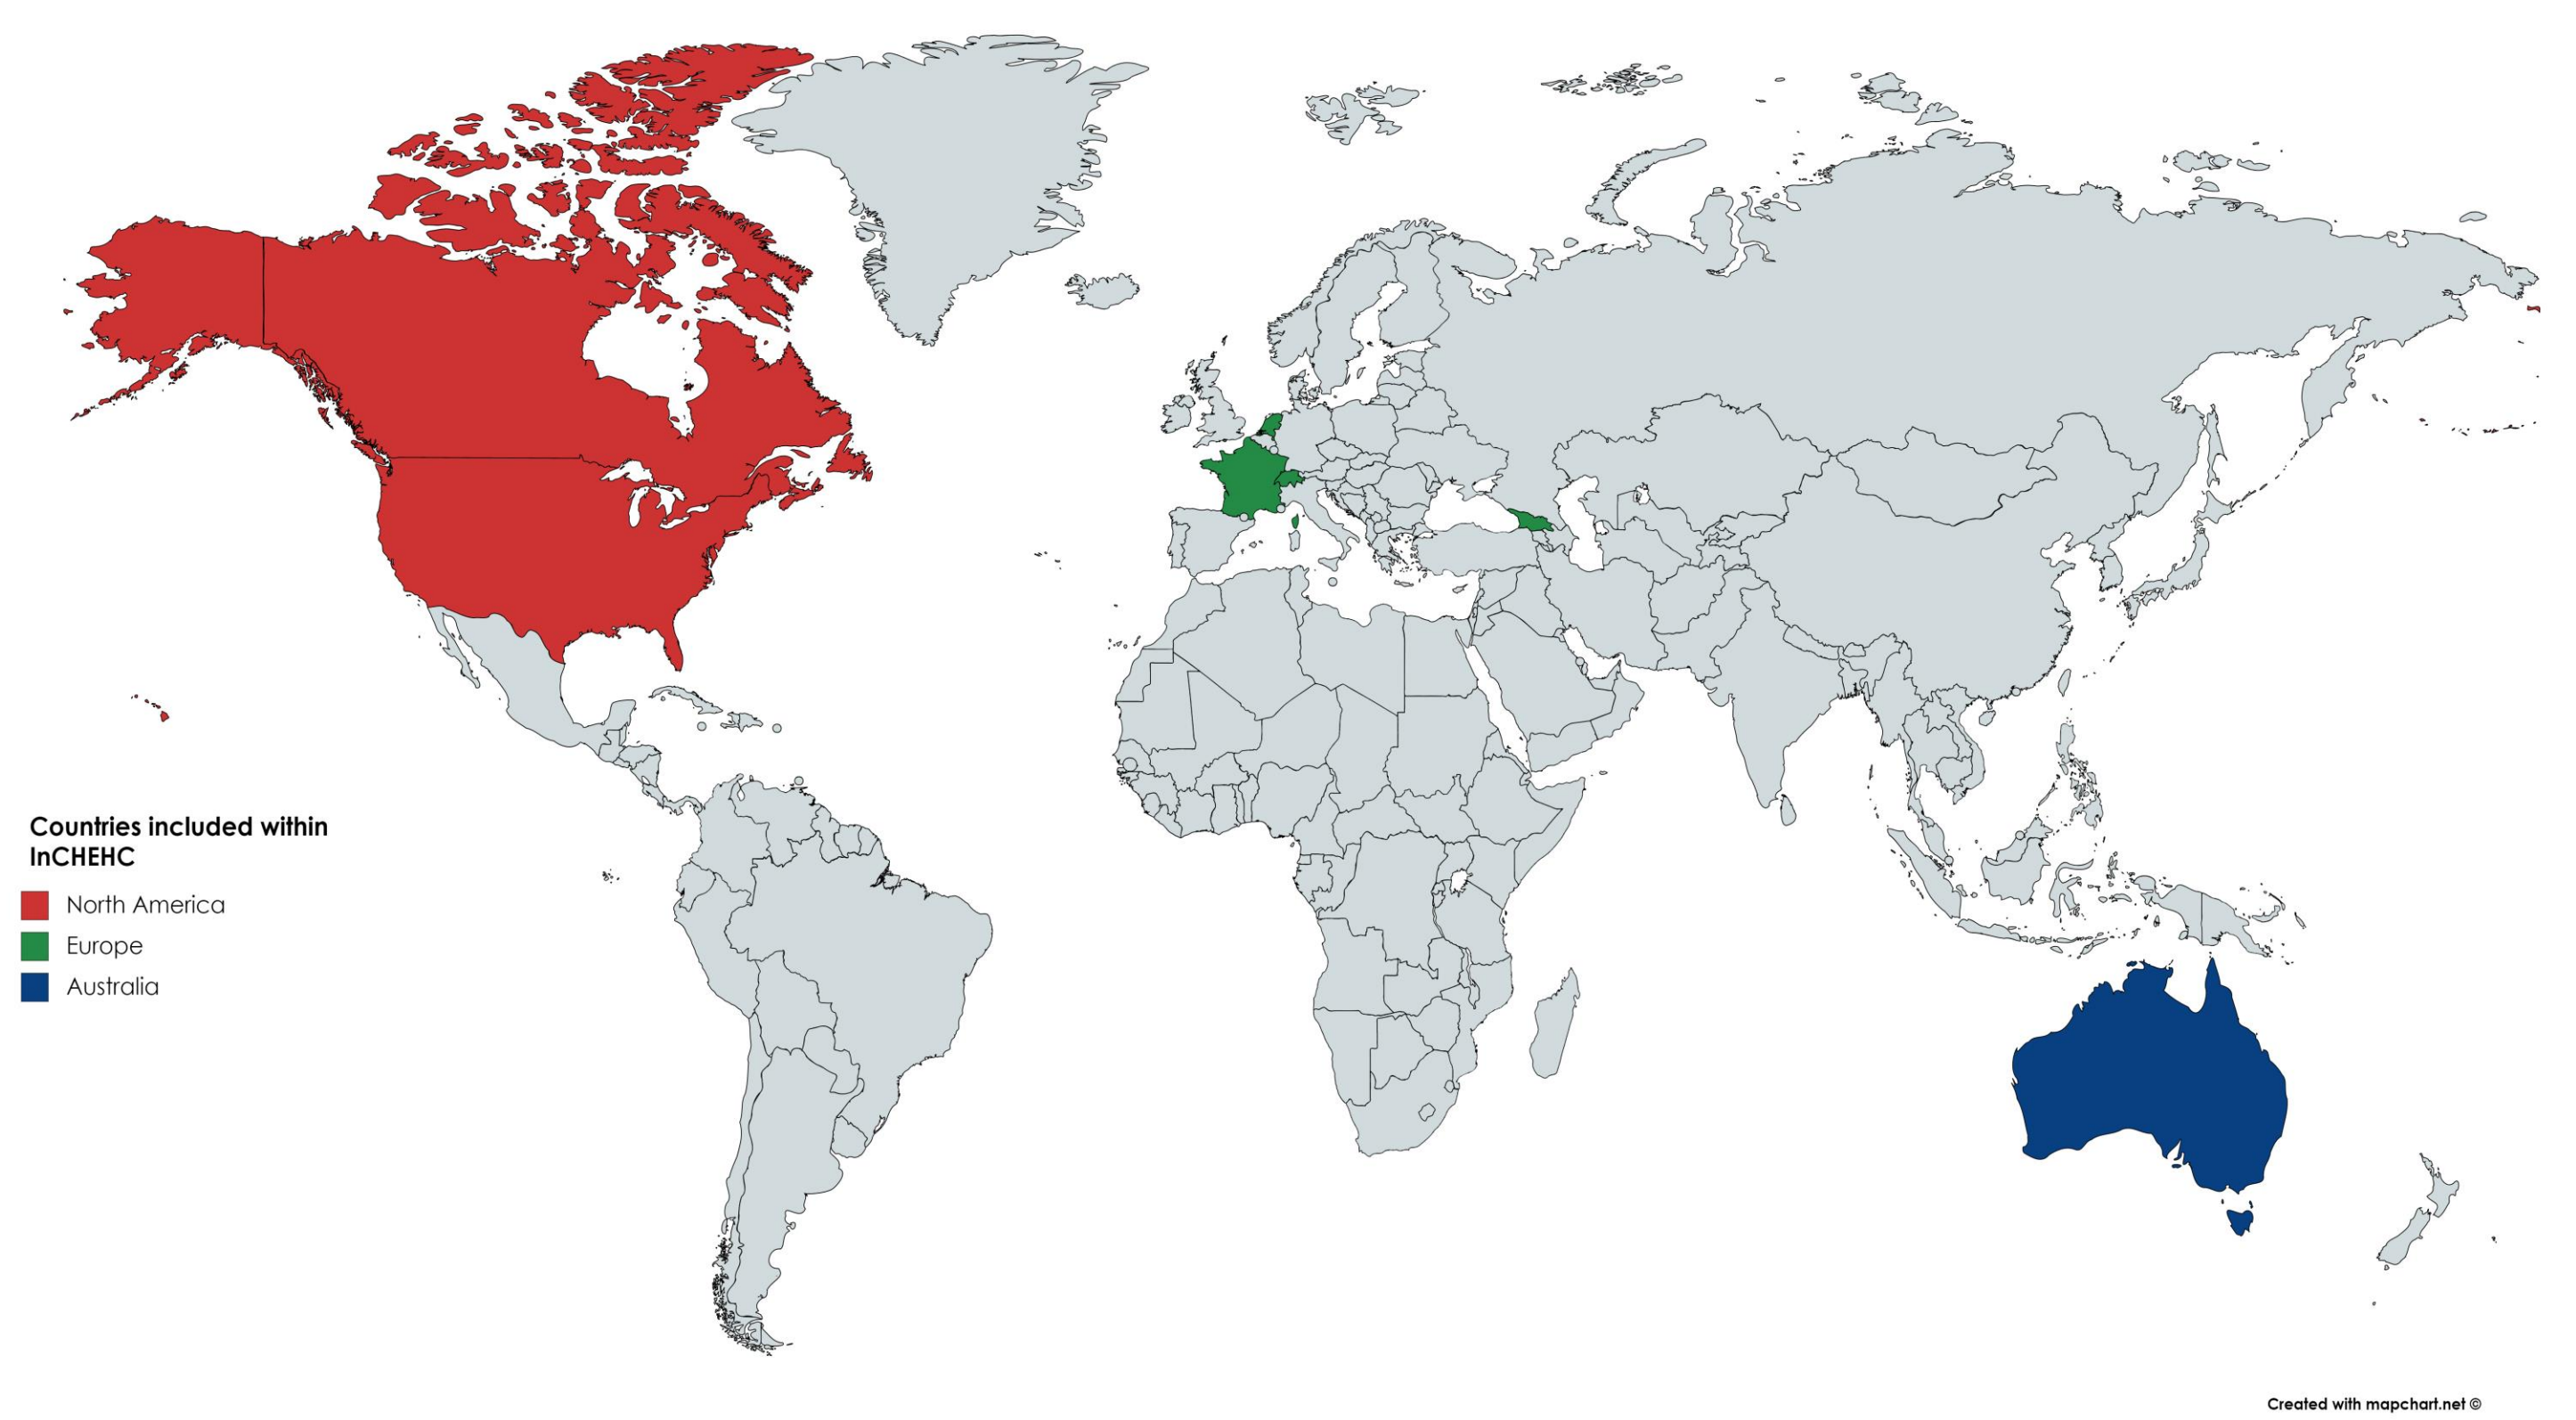 Countries included within
InCHEHC
North America
Europe
Australia
Created with mapchart.net ©